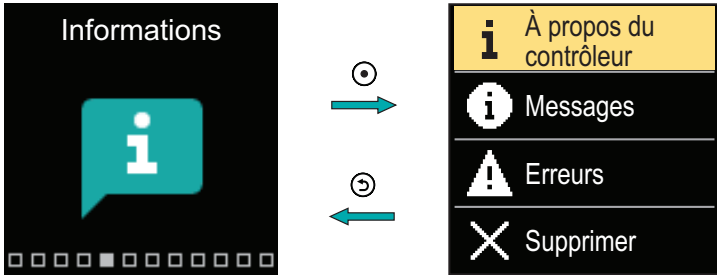 Informations
À propos du
contrôleur
Messages
Erreurs
Supprimer